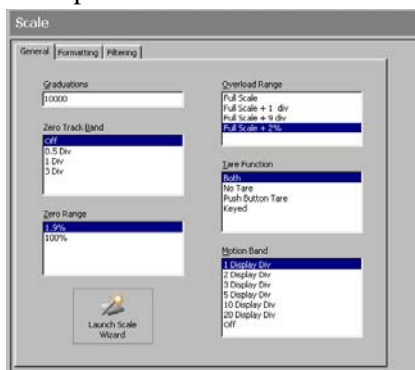 Scale
General Formatting Filtering
Graduations
10000
Zero Track Band
Off
0.5 Div
1 Div
3 Div
Zero Range
1.9%
100%
Launch Scale
Wizard
Overload Range
Full Scale
Full Scale + 1 div
Full Scale + 9 div
Full Scale + 2%
Tare Function
Both
No Tare
Push Button Tare
Keyed
Motion Band
1 Display Div
2 Display Div
3 Display Div
5 Display Div
10 Display Div
20 Display Div
Off